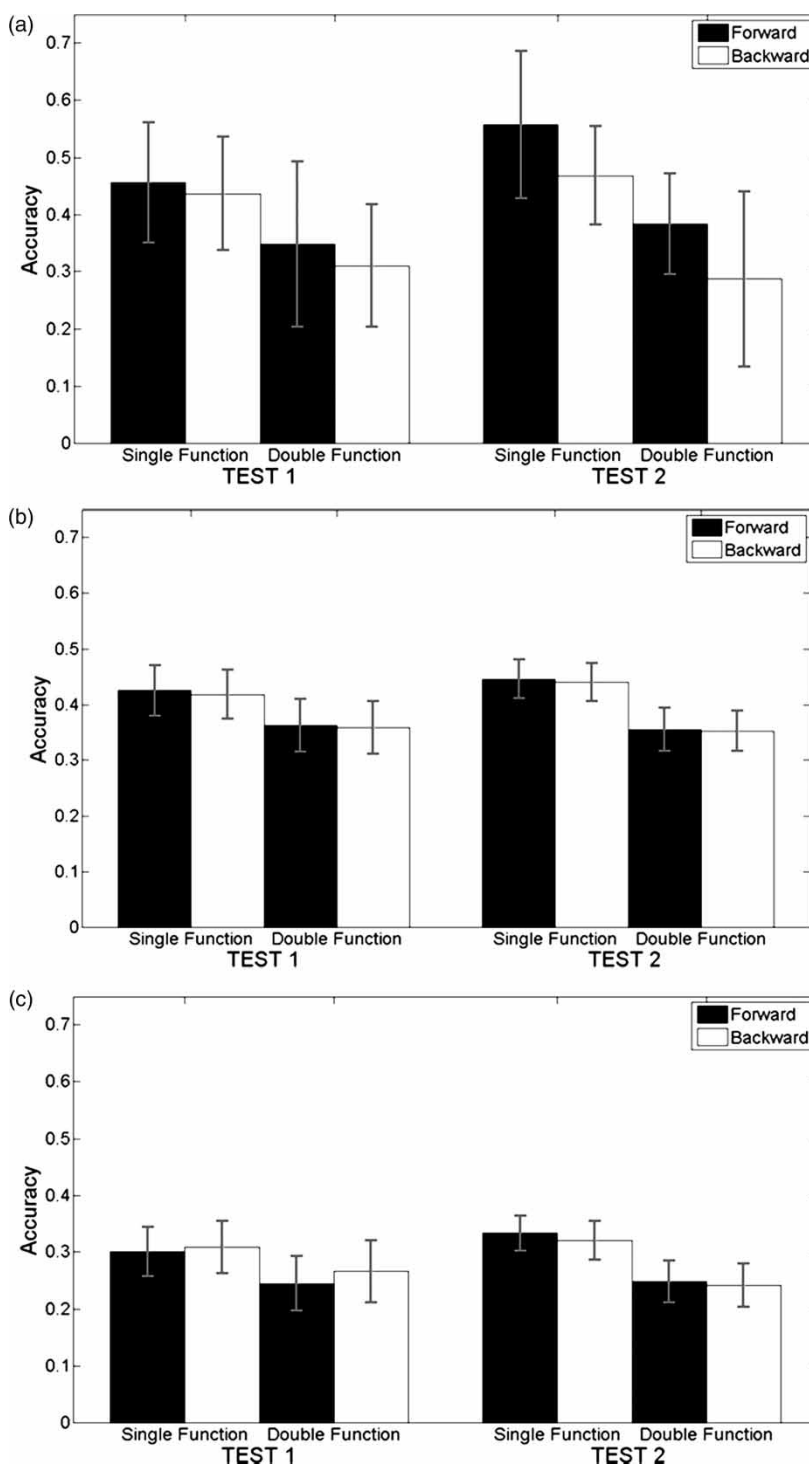 (a)
0.7
0.6
0.5
0.4
0.3
0.2
0.1
0
Accuracy
Forward
Backward
Single Function Double Function Single Function Double Function
TEST 1 TEST 2
(b)
0.7
0.6
0.5
0.4
0.3
0.2
0.1
0
Accuracy
Forward
Backward
Single Function Double Function Single Function Double Function
TEST 1 TEST 2
(c)
0.7
0.6
0.5
0.4
0.3
0.2
0.1
0
Accuracy
Forward
Backward
Single Function Double Function Single Function Double Function
TEST 1 TEST 2